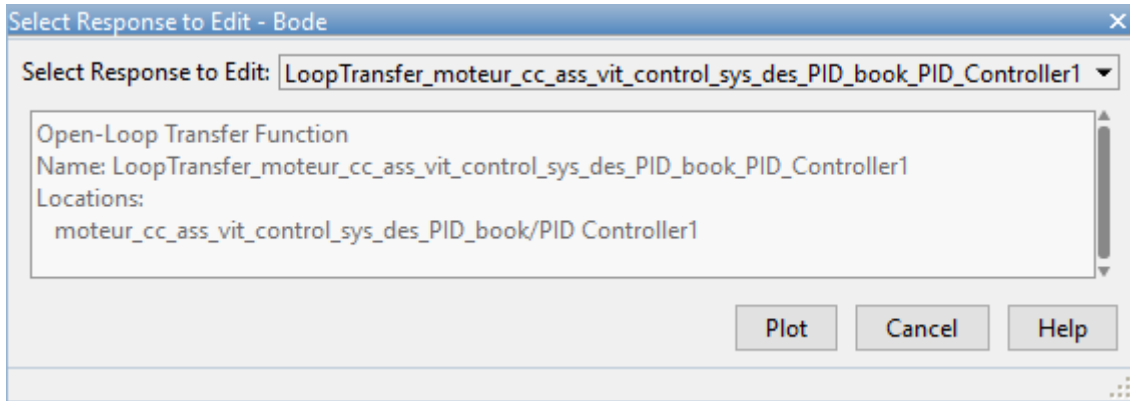 Select Response to Edit - Bode
Select Response to Edit: LoopTransfer_moteur_cc_ass_vit_control_sys_des_PID_book_PID_Controller1
Open-Loop Transfer Function
Name: LoopTransfer_moteur_cc_ass_vit_control_sys_des_PID_book_PID_Controller1
Locations:
moteur_cc_ass_vit_control_sys_des_PID_book/PID Controller1
Plot Cancel Help